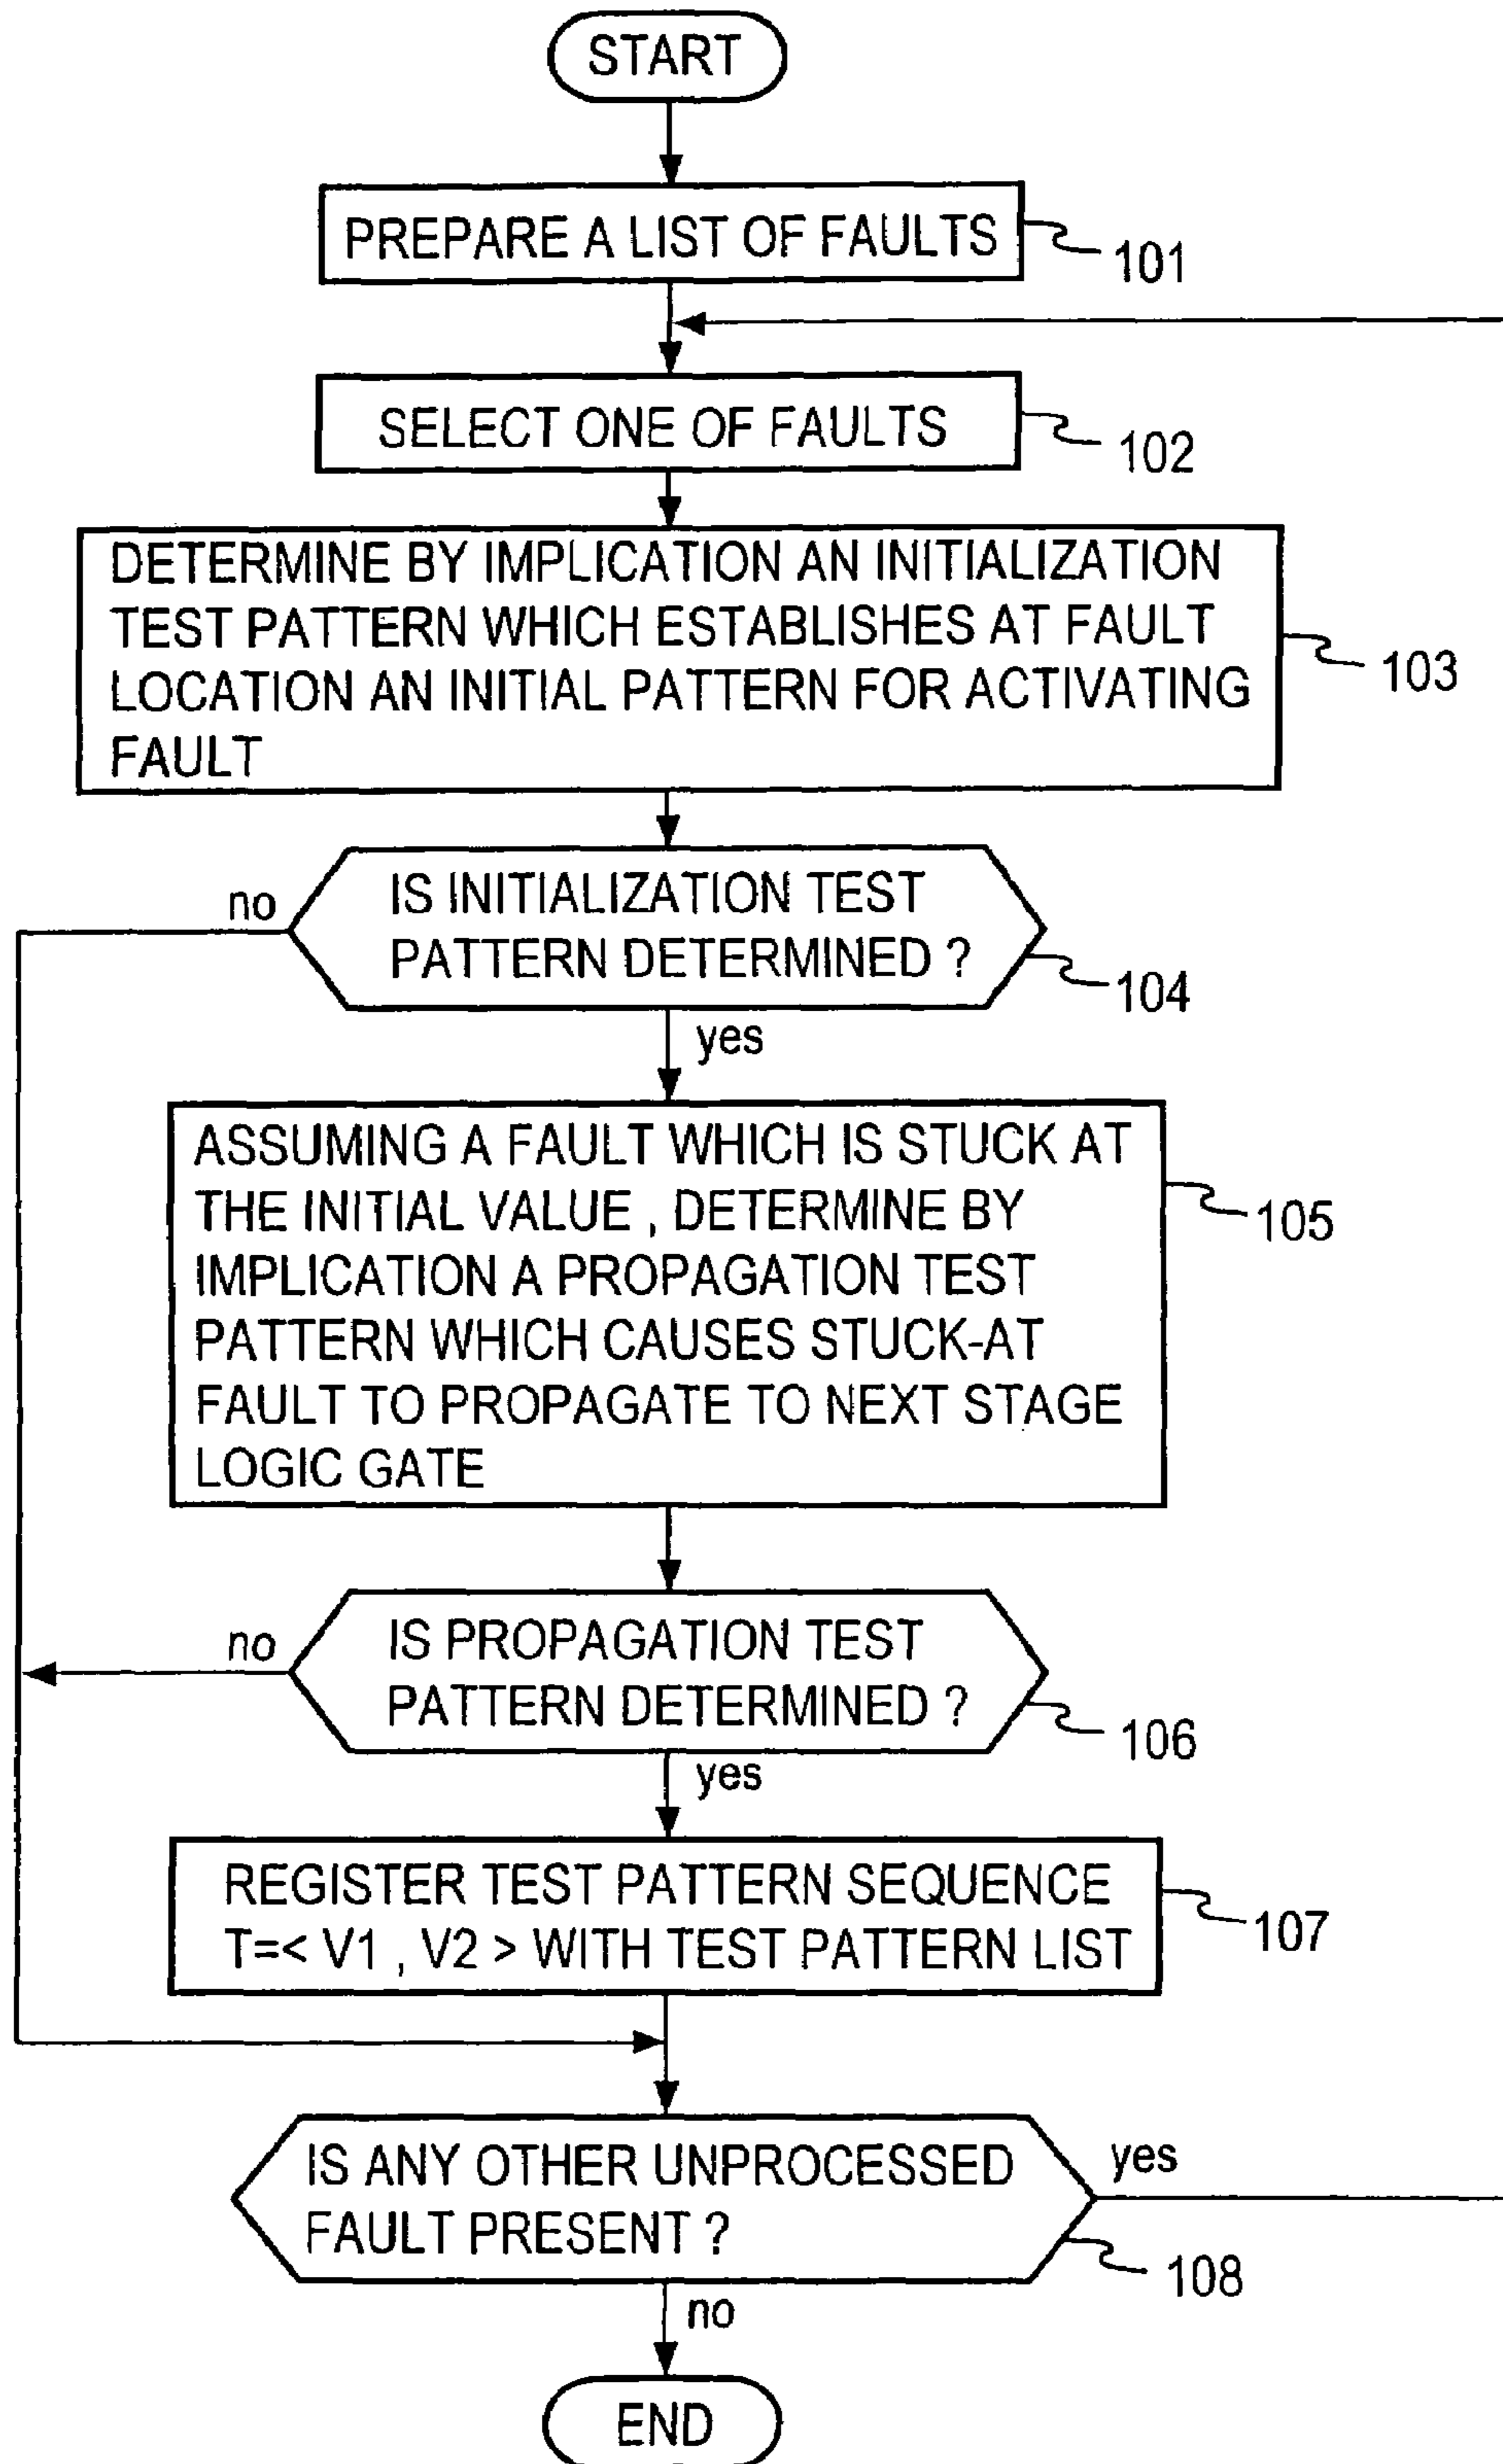 START
PREPARE A LIST OF FAULTS
101
SELECT ONE OF FAULTS
102
DETERMINE BY IMPLICATION AN INITIALIZATION
TEST PATTERN WHICH ESTABLISHES AT FAULT
LOCATION AN INITIAL PATTERN FOR ACTIVATING
FAULT
103
no
IS INITIALIZATION TEST
PATTERN DETERMINED ?
104
yes
ASSUMING A FAULT WHICH IS STUCK AT
THE INITIAL VALUE , DETERMINE BY
IMPLICATION A PROPAGATION TEST
PATTERN WHICH CAUSES STUCK-AT
FAULT TO PROPAGATE TO NEXT STAGE
LOGIC GATE
105
no
IS PROPAGATION TEST
PATTERN DETERMINED ?
106
yes
REGISTER TEST PATTERN SEQUENCE
T=< V1 , V2 > WITH TEST PATTERN LIST
107
IS ANY OTHER UNPROCESSED
FAULT PRESENT ?
yes
108
no
END